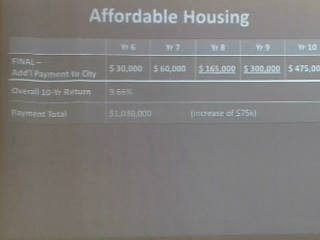 Affordable Housing
Yr 6 Yr 7 Yr 8 Yr 9 Yr 10
FINAL –
Add'l Payment to City $ 30,000 $ 60,000 $ 165,000 $ 300,000 $ 475,00
Overall 10-Yr Return 9.66%
Payment Total $1,030,000 (increase of $75k)